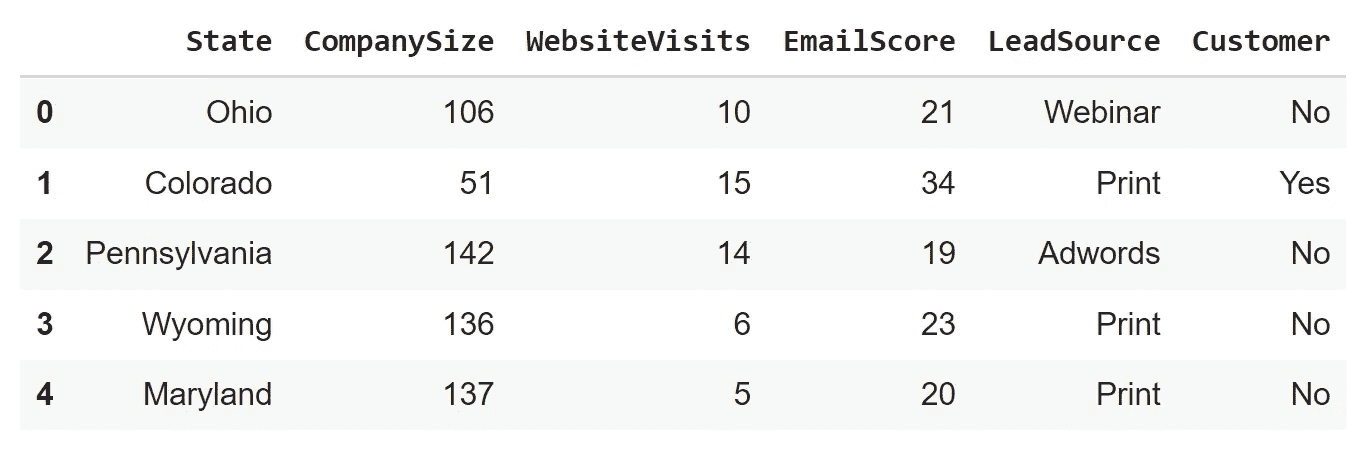 State CompanySize WebsiteVisits EmailScore LeadSource Customer
0 Ohio 106 10 21 Webinar No
1 Colorado 51 15 34 Print Yes
2 Pennsylvania 142 14 19 Adwords No
3 Wyoming 136 6 23 Print No
4 Maryland 137 5 20 Print No